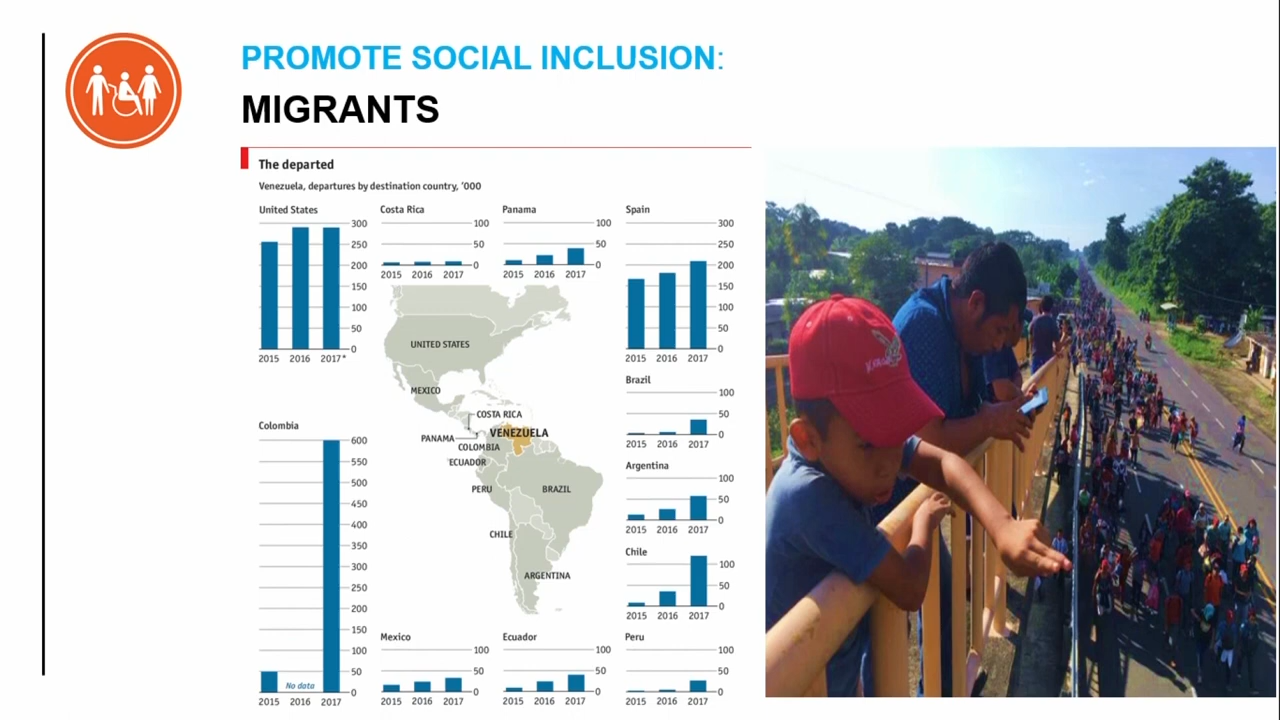 PROMOTE SOCIAL INCLUSION:
MIGRANTS
The departed
Venezuela, departures by destination country, '000
United States
300
250
200
150
100
50
0
2015 2016 2017*
Costa Rica
100
50
0
2015 2016 2017
Panama
100
50
0
2015 2016 2017
Spain
300
250
200
150
100
50
0
2015 2016 2017
UNITED STATES
MEXICO
COSTA RICA
PANAMA
VENEZUELA
COLOMBIA
ECUADOR
PERU
BRAZIL
CHILE
ARGENTINA
Brazil
100
50
0
2015 2016 2017
Colombia
600
550
500
450
400
350
300
250
200
150
100
50
0
No data
2015 2016 2017
Argentina
100
50
0
2015 2016 2017
Chile
100
50
0
2015 2016 2017
Mexico
100
50
0
2015 2016 2017
Ecuador
100
50
0
2015 2016 2017
Peru
100
50
0
2015 2016 2017